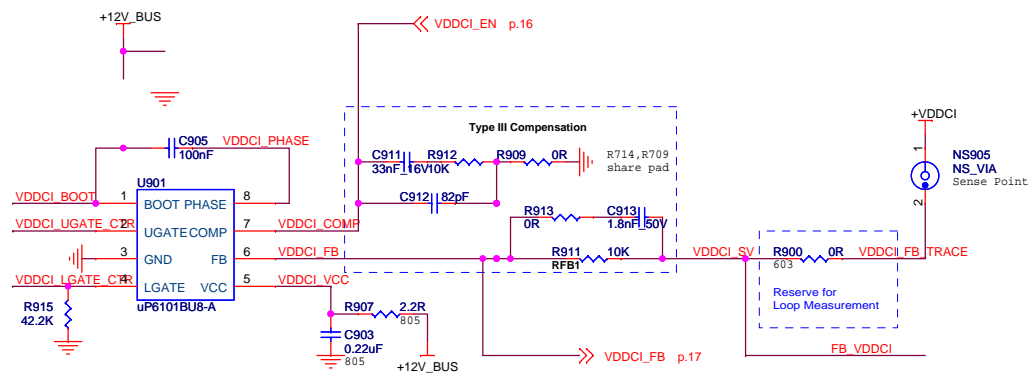 +12V_BUS
VDDCI_EN p.16
Type III Compensation
+VDDCI
C905
100nF
VDDCI_PHASE
C911
33nF_16V
R912
10K
R909
0R
R714,R709
share pad
1
NS905
NS_VIA
Sense Point
2
U901
C912
82pF
VDDCI_BOOT
1
BOOT
PHASE
8
R913
0R
C913
1.8nF_50V
VDDCI_UGATE_CTR
2
UGATE
COMP
7
VDDCI_COMP
3
GND
FB
6
VDDCI_FB
R911
10K
RFB1
VDDCI_SV
R900
0R
603
VDDCI_FB_TRACE
VDDCI_LGATE_CTR
4
LGATE
VCC
5
VDDCI_VCC
Reserve for
Loop Measurement
uP6101BU8-A
R915
42.2K
R907
2.2R
805
C903
0.22uF
805
+12V_BUS
VDDCI_FB p.17
FB_VDDCI